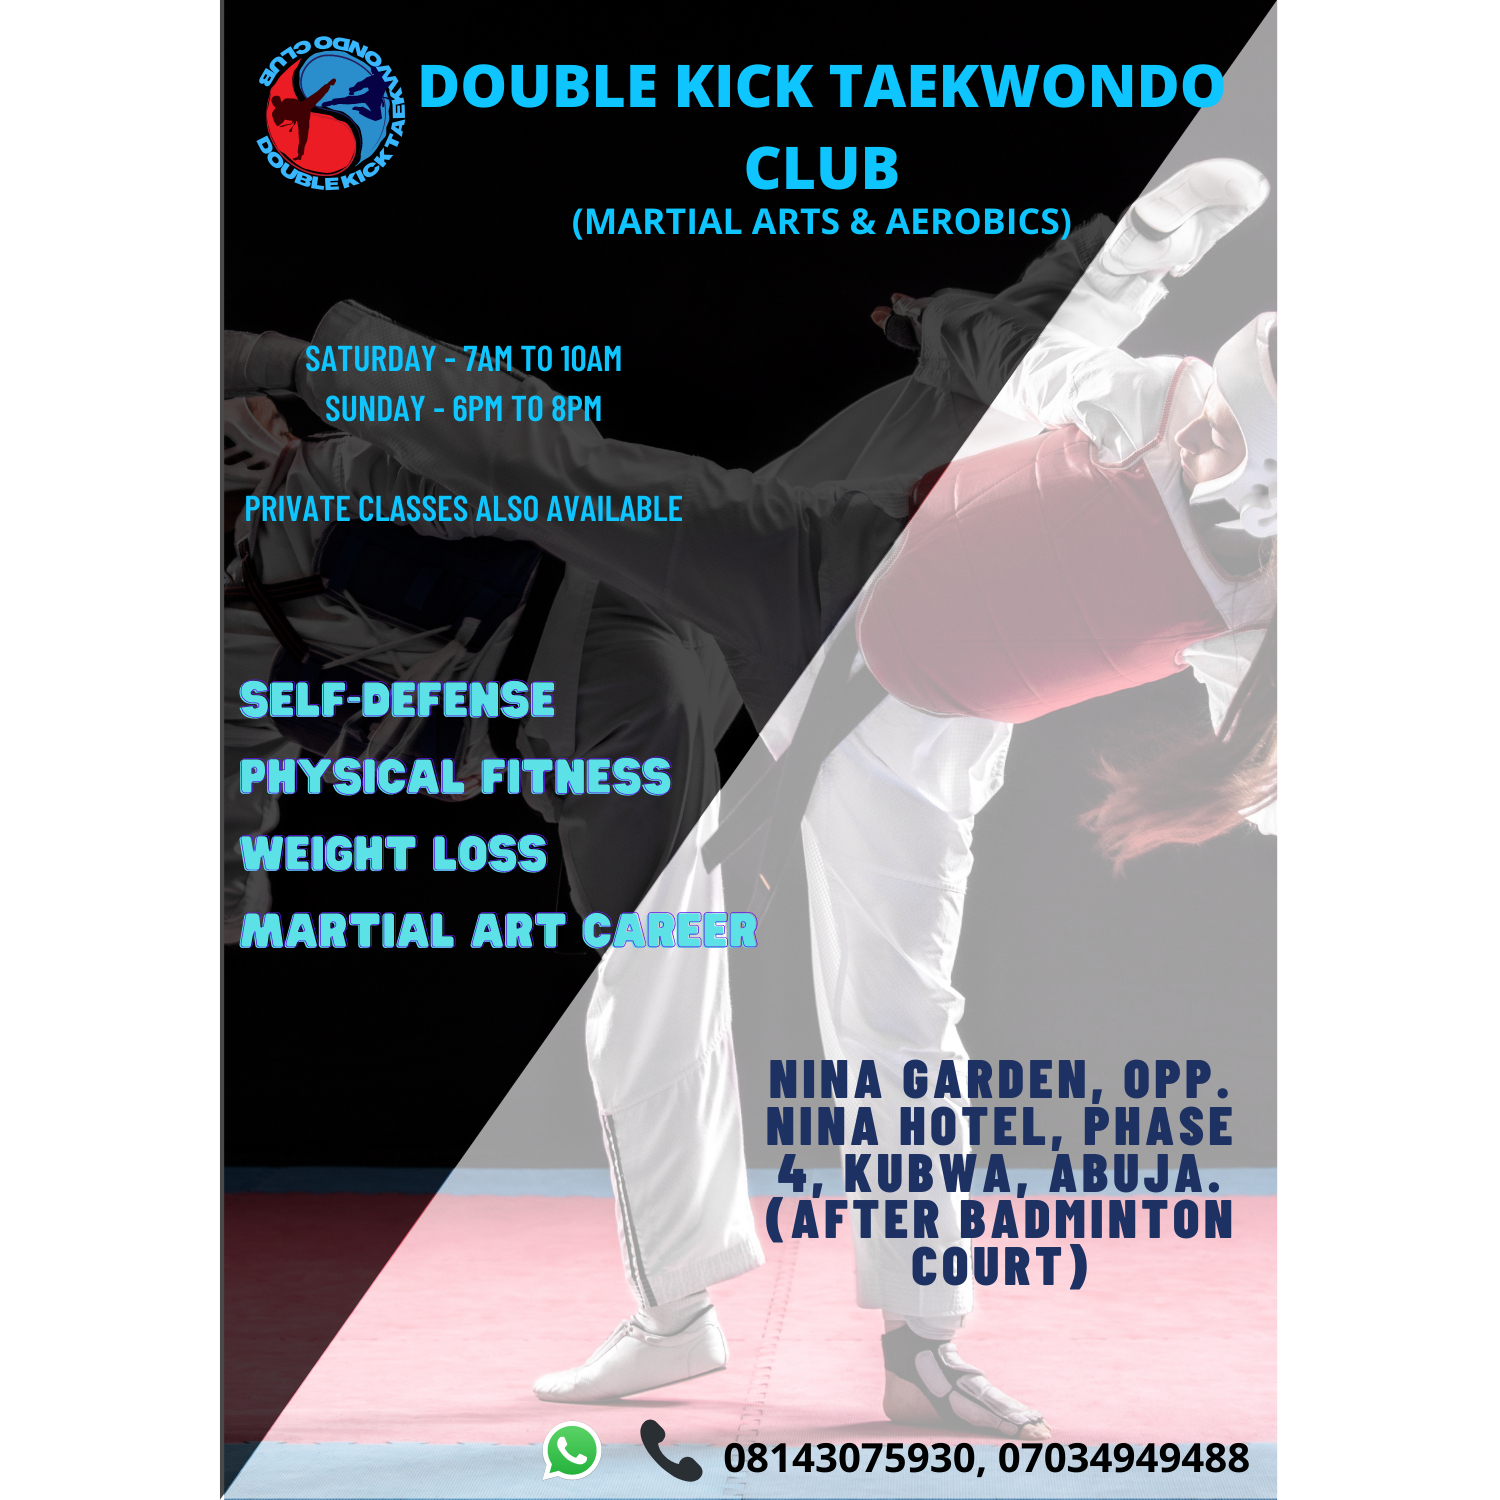 DOUBLE KICK TAEKWONDO CLUB
DOUBLE KICK TAEKWONDO
CLUB
(MARTIAL ARTS & AEROBICS)
SATURDAY - 7AM TO 10AM
SUNDAY - 6PM TO 8PM
PRIVATE CLASSES ALSO AVAILABLE
SELF-DEFENSE
PHYSICAL FITNESS
WEIGHT LOSS
MARTIAL ART CAREER
NINA GARDEN, OPP.
NINA HOTEL, PHASE
4, KUBWA, ABUJA.
(AFTER BADMINTON
COURT)
08143075930, 07034949488